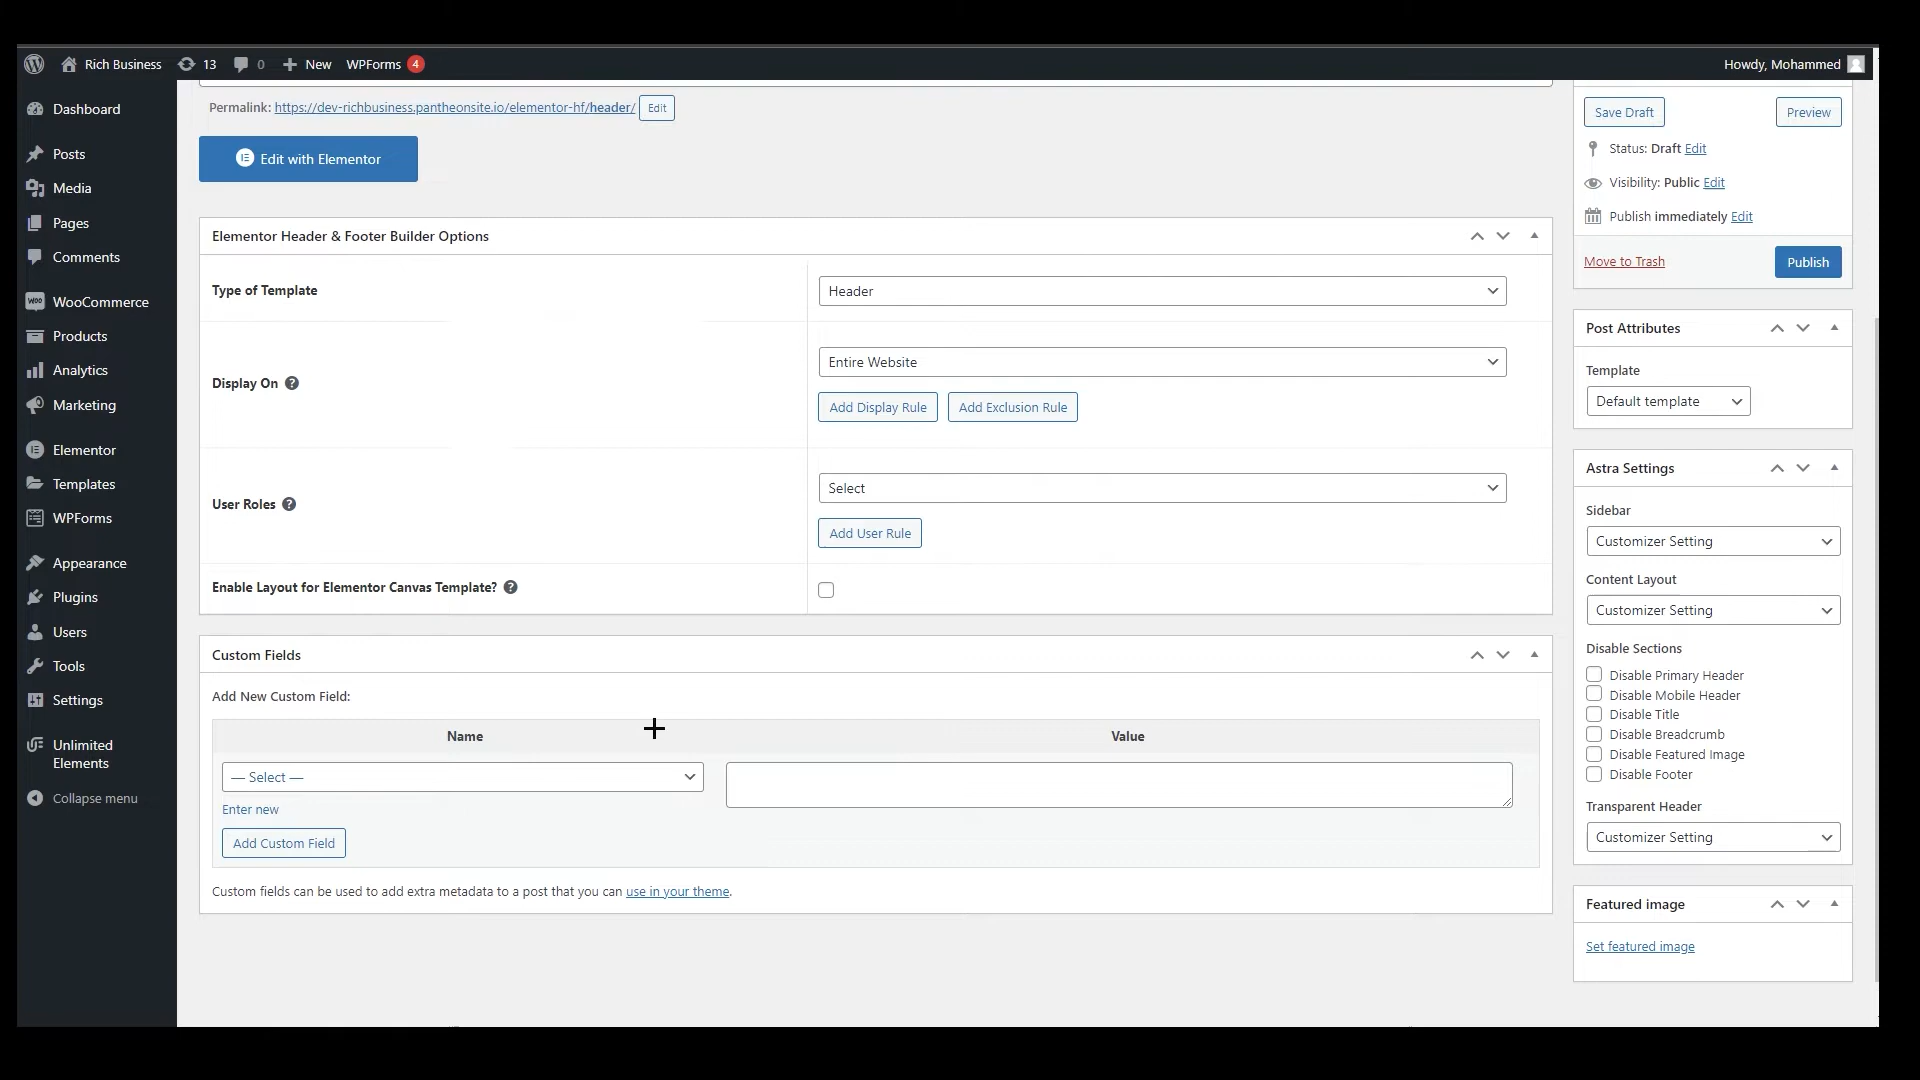 Rich Business 13 0 New WPForms 4 Howdy, Mohammed
Dashboard
Posts
Media
Pages
Comments
WooCommerce
Products
Analytics
Marketing
Elementor
Templates
WPForms
Appearance
Plugins
Users
Tools
Settings
Unlimited
Elements
Collapse menu
Permalink: https://dev-richbusiness.pantheonsite.io/elementor-hf/header/ Edit
Edit with Elementor
Elementor Header & Footer Builder Options
Type of Template
Header
Display On ?
Entire Website
Add Display Rule Add Exclusion Rule
User Roles ?
Select
Add User Rule
Enable Layout for Elementor Canvas Template? ?
Custom Fields
Add New Custom Field:
Name Value
— Select —
Enter new
Add Custom Field
Custom fields can be used to add extra metadata to a post that you can use in your theme.
Save Draft Preview
Status: Draft Edit
Visibility: Public Edit
Publish immediately Edit
Move to Trash Publish
Post Attributes
Template
Default template
Astra Settings
Sidebar
Customizer Setting
Content Layout
Customizer Setting
Disable Sections
Disable Primary Header
Disable Mobile Header
Disable Title
Disable Breadcrumb
Disable Featured Image
Disable Footer
Transparent Header
Customizer Setting
Featured image
Set featured image